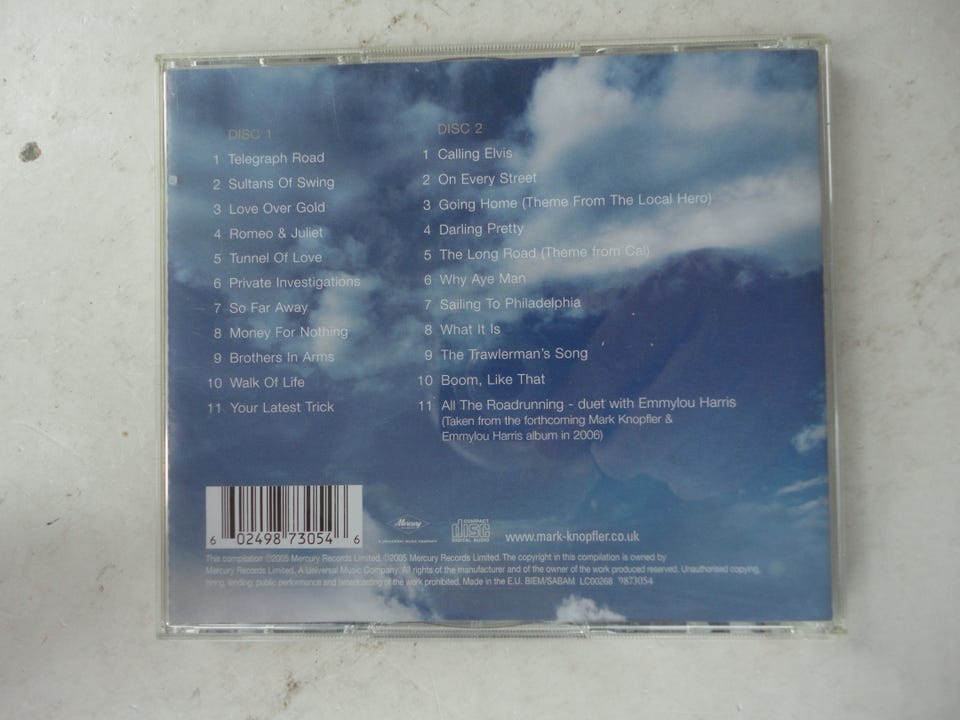 DISC 1
1 Telegraph Road
2 Sultans Of Swing
3 Love Over Gold
4 Romeo & Juliet
5 Tunnel Of Love
6 Private Investigations
7 So Far Away
8 Money For Nothing
9 Brothers In Arms
10 Walk Of Life
11 Your Latest Trick
DISC 2
1 Calling Elvis
2 On Every Street
3 Going Home (Theme From The Local Hero)
4 Darling Pretty
5 The Long Road (Theme from Cal)
6 Why Aye Man
7 Sailing To Philadelphia
8 What It Is
9 The Trawlerman's Song
10 Boom, Like That
11 All The Roadrunning - duet with Emmylou Harris
(Taken from the forthcoming Mark Knopfler &
Emmylou Harris album in 2006)
6 02498 73054 6
Mercury
A UNIVERSAL MUSIC COMPANY
COMPACT
disc
DIGITAL AUDIO
www.mark-knopfler.co.uk
This compilation ℗2005 Mercury Records Limited. ©2005 Mercury Records Limited. The copyright in this compilation is owned by
Mercury Records Limited. A Universal Music Company. All rights of the manufacturer and of the owner of the work produced reserved. Unauthorised copying,
hiring, lending, public performance and broadcasting of the work prohibited. Made in the E.U. BIEM/SABAM LC00268 9873054